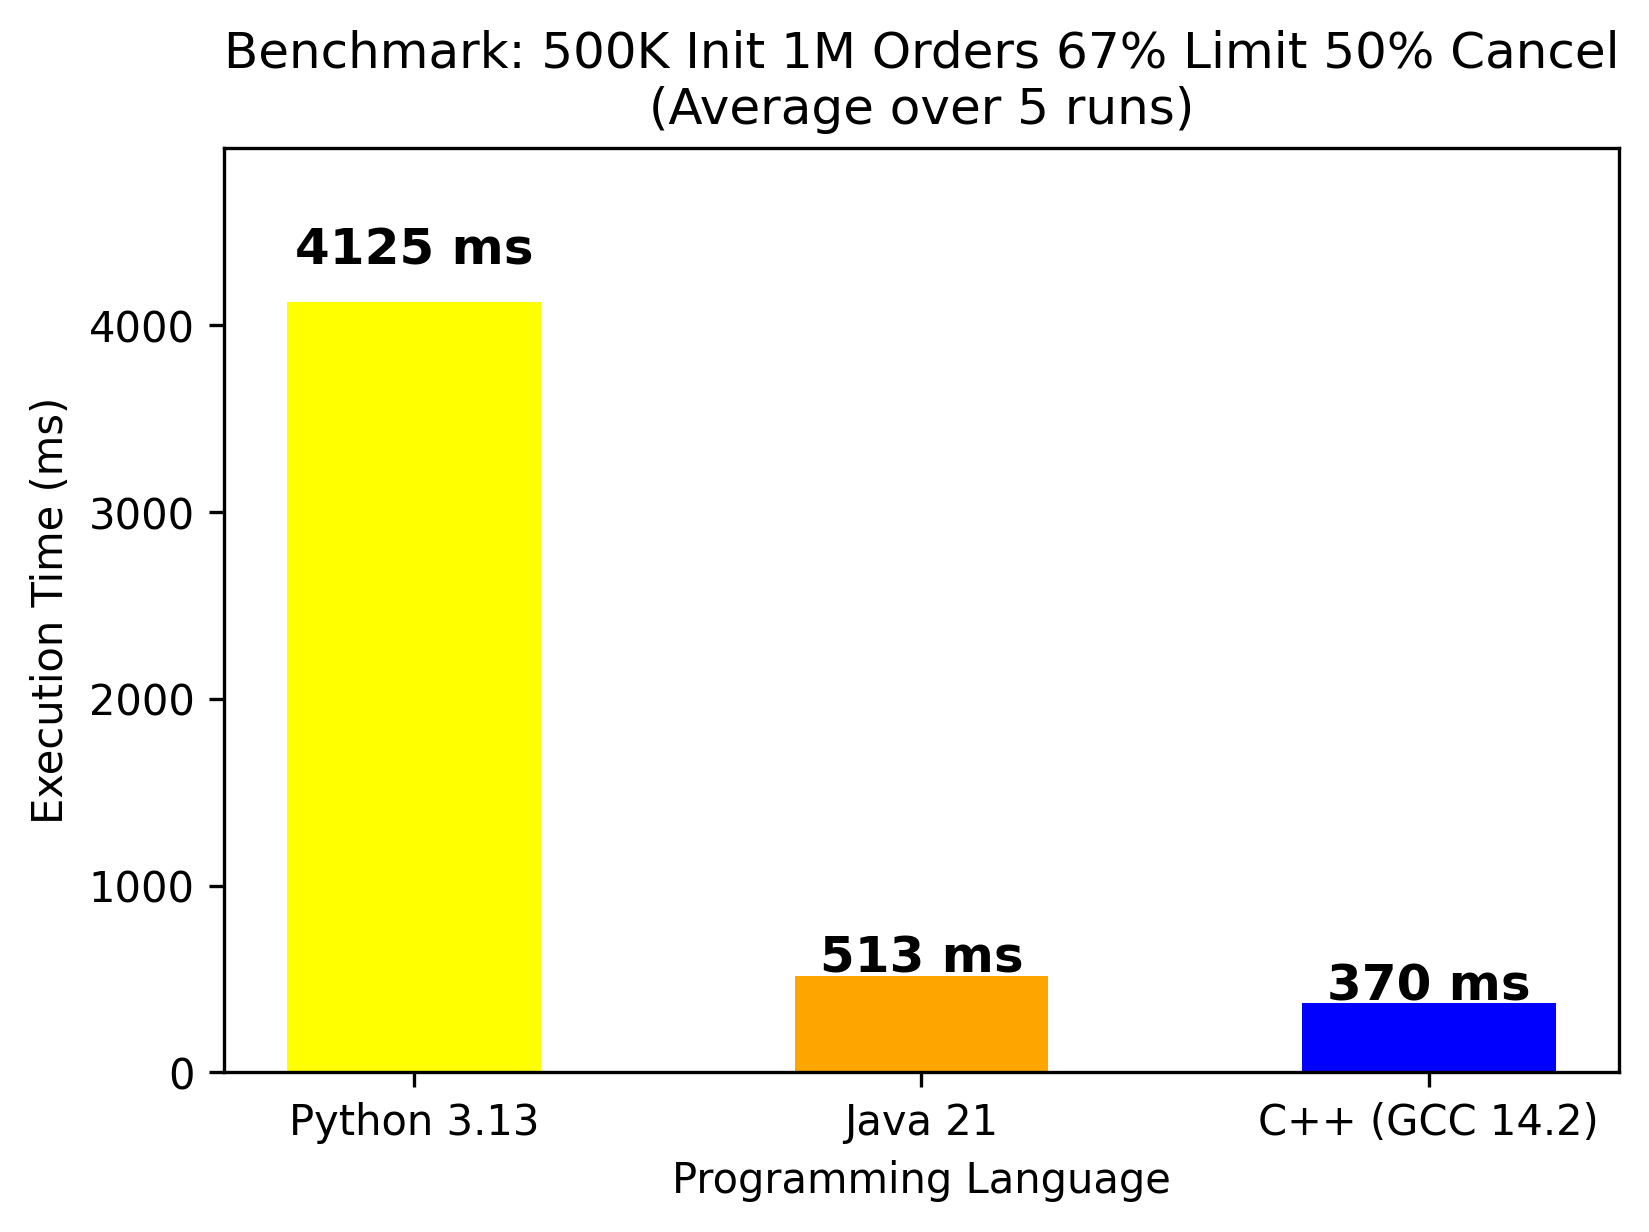 Benchmark: 500K Init 1M Orders 67% Limit 50% Cancel
(Average over 5 runs)
4125 ms
513 ms
370 ms
4000
3000
2000
1000
0
Execution Time (ms)
Python 3.13
Java 21
C++ (GCC 14.2)
Programming Language